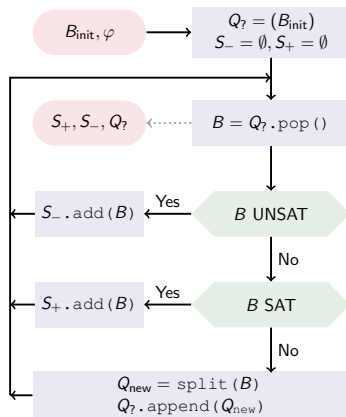 B_init, φ
Q_? = (B_init)
S_− = ∅, S_+ = ∅
S_+, S_−, Q_?
B = Q_?.pop()
S_−.add(B)
Yes
B UNSAT
No
S_+.add(B)
Yes
B SAT
No
Q_new = split(B)
Q_?.append(Q_new)